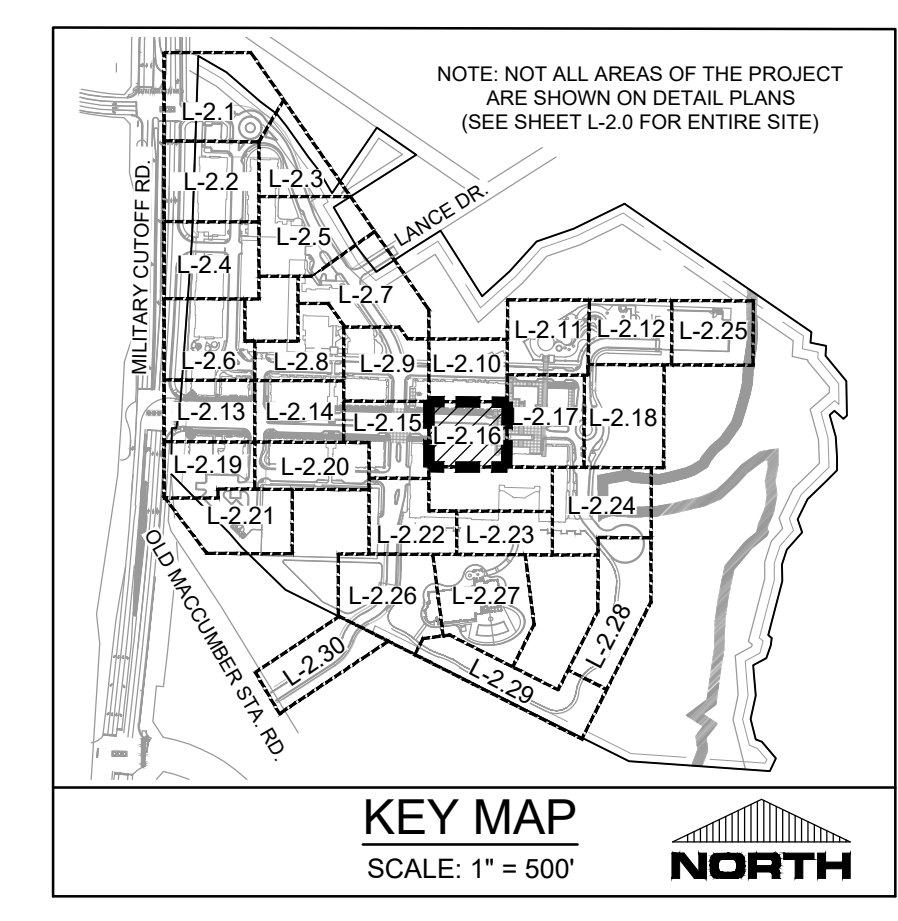 NOTE: NOT ALL AREAS OF THE PROJECT
ARE SHOWN ON DETAIL PLANS
(SEE SHEET L-2.0 FOR ENTIRE SITE)
MILITARY CUTOFF RD.
LANCE DR.
OLD MACCUMBER STA. RD.
L-2.1
L-2.2
L-2.3
L-2.4
L-2.5
L-2.6
L-2.7
L-2.8
L-2.9
L-2.10
L-2.11
L-2.12
L-2.25
L-2.13
L-2.14
L-2.15
L-2.16
L-2.17
L-2.18
L-2.19
L-2.20
L-2.21
L-2.22
L-2.23
L-2.24
L-2.26
L-2.27
L-2.28
L-2.29
L-2.30
KEY MAP
SCALE: 1" = 500'
NORTH